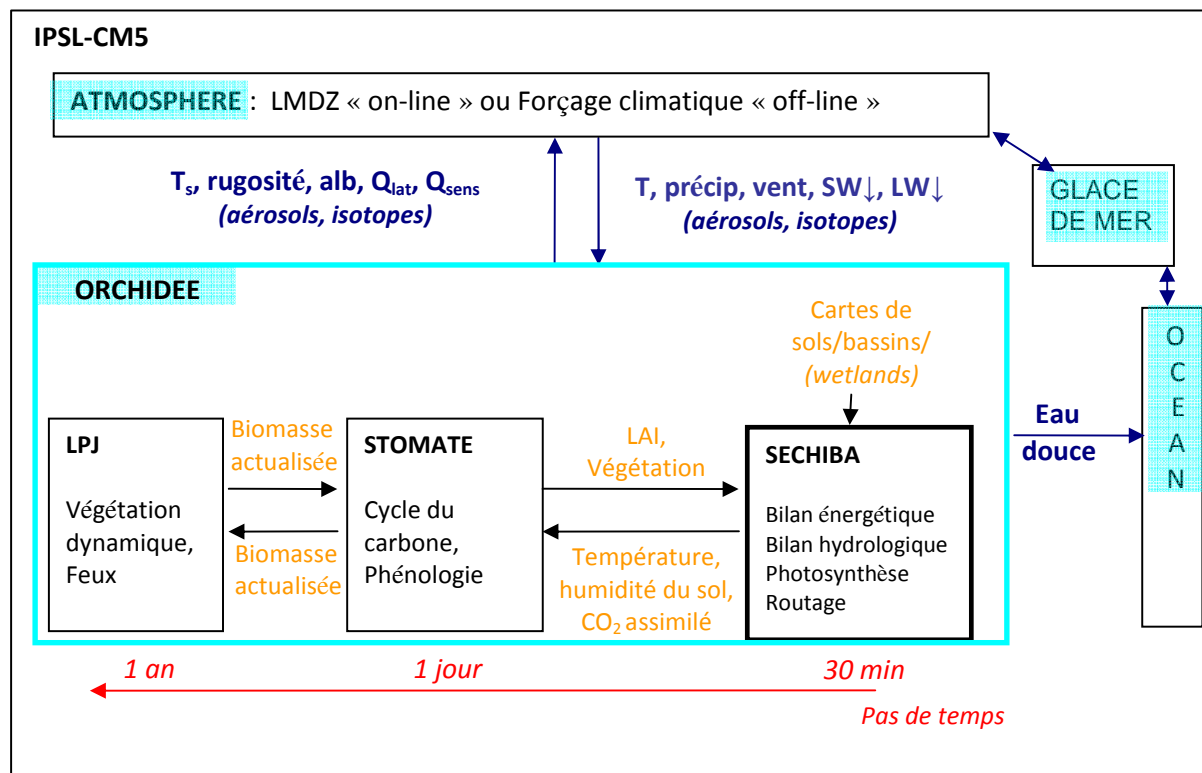 IPSL-CM5
ATMOSPHERE : LMDZ « on-line » ou Forçage climatique « off-line »
Ts, rugosité, alb, Qlat, Qsens
(aérosols, isotopes)
T, précip, vent, SW↓, LW↓
(aérosols, isotopes)
GLACE
DE MER
ORCHIDEE
Cartes de
sols/bassins/
(wetlands)
LPJ
Végétation
dynamique,
Feux
Biomasse
actualisée
Biomasse
actualisée
STOMATE
Cycle du
carbone,
Phénologie
LAI,
Végétation
Température,
humidité du sol,
CO2 assimilé
SECHIBA
Bilan énergétique
Bilan hydrologique
Photosynthèse
Routage
Eau
douce
O
C
E
A
N
1 an
1 jour
30 min
Pas de temps